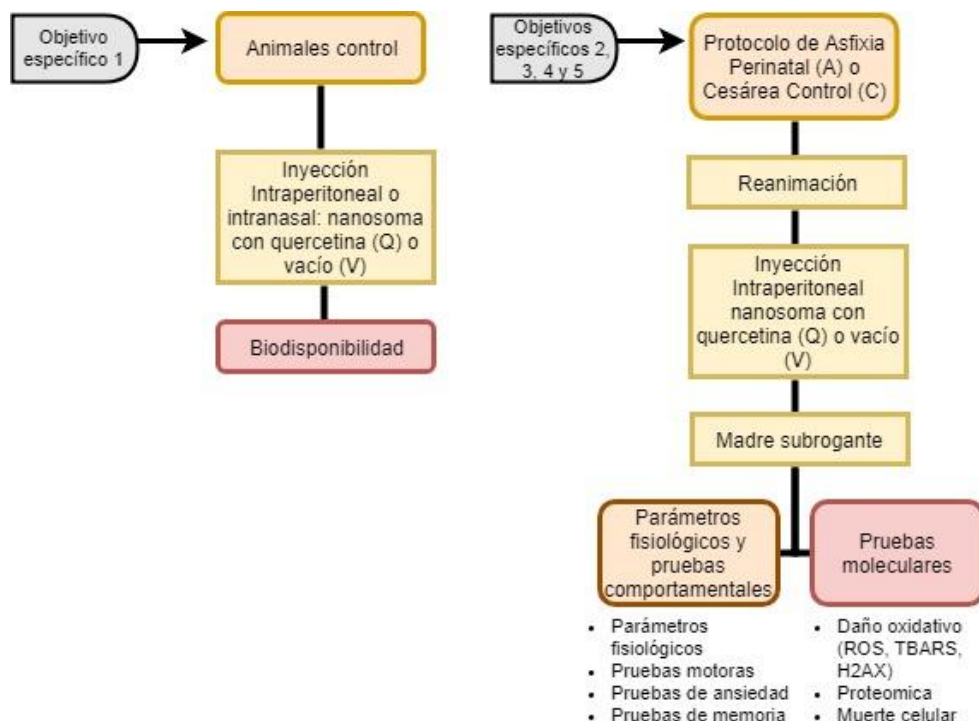 Objetivo
específico 1
Animales control
Inyección
Intraperitoneal o
intranasal: nanosoma
con quercetina (Q) o
vacío (V)
Biodisponibilidad
Objetivos
específicos 2,
3, 4 y 5
Protocolo de Asfixia
Perinatal (A) o
Cesárea Control (C)
Reanimación
Inyección
Intraperitoneal
nanosoma con
quercetina (Q) o vacío
(V)
Madre subrogante
Parámetros
fisiológicos y
pruebas
comportamentales
• Parámetros
fisiológicos
• Pruebas motoras
• Pruebas de ansiedad
• Pruebas de memoria
Pruebas
moleculares
• Daño oxidativo
(ROS, TBARS,
H2AX)
• Proteomica
• Muerte celular